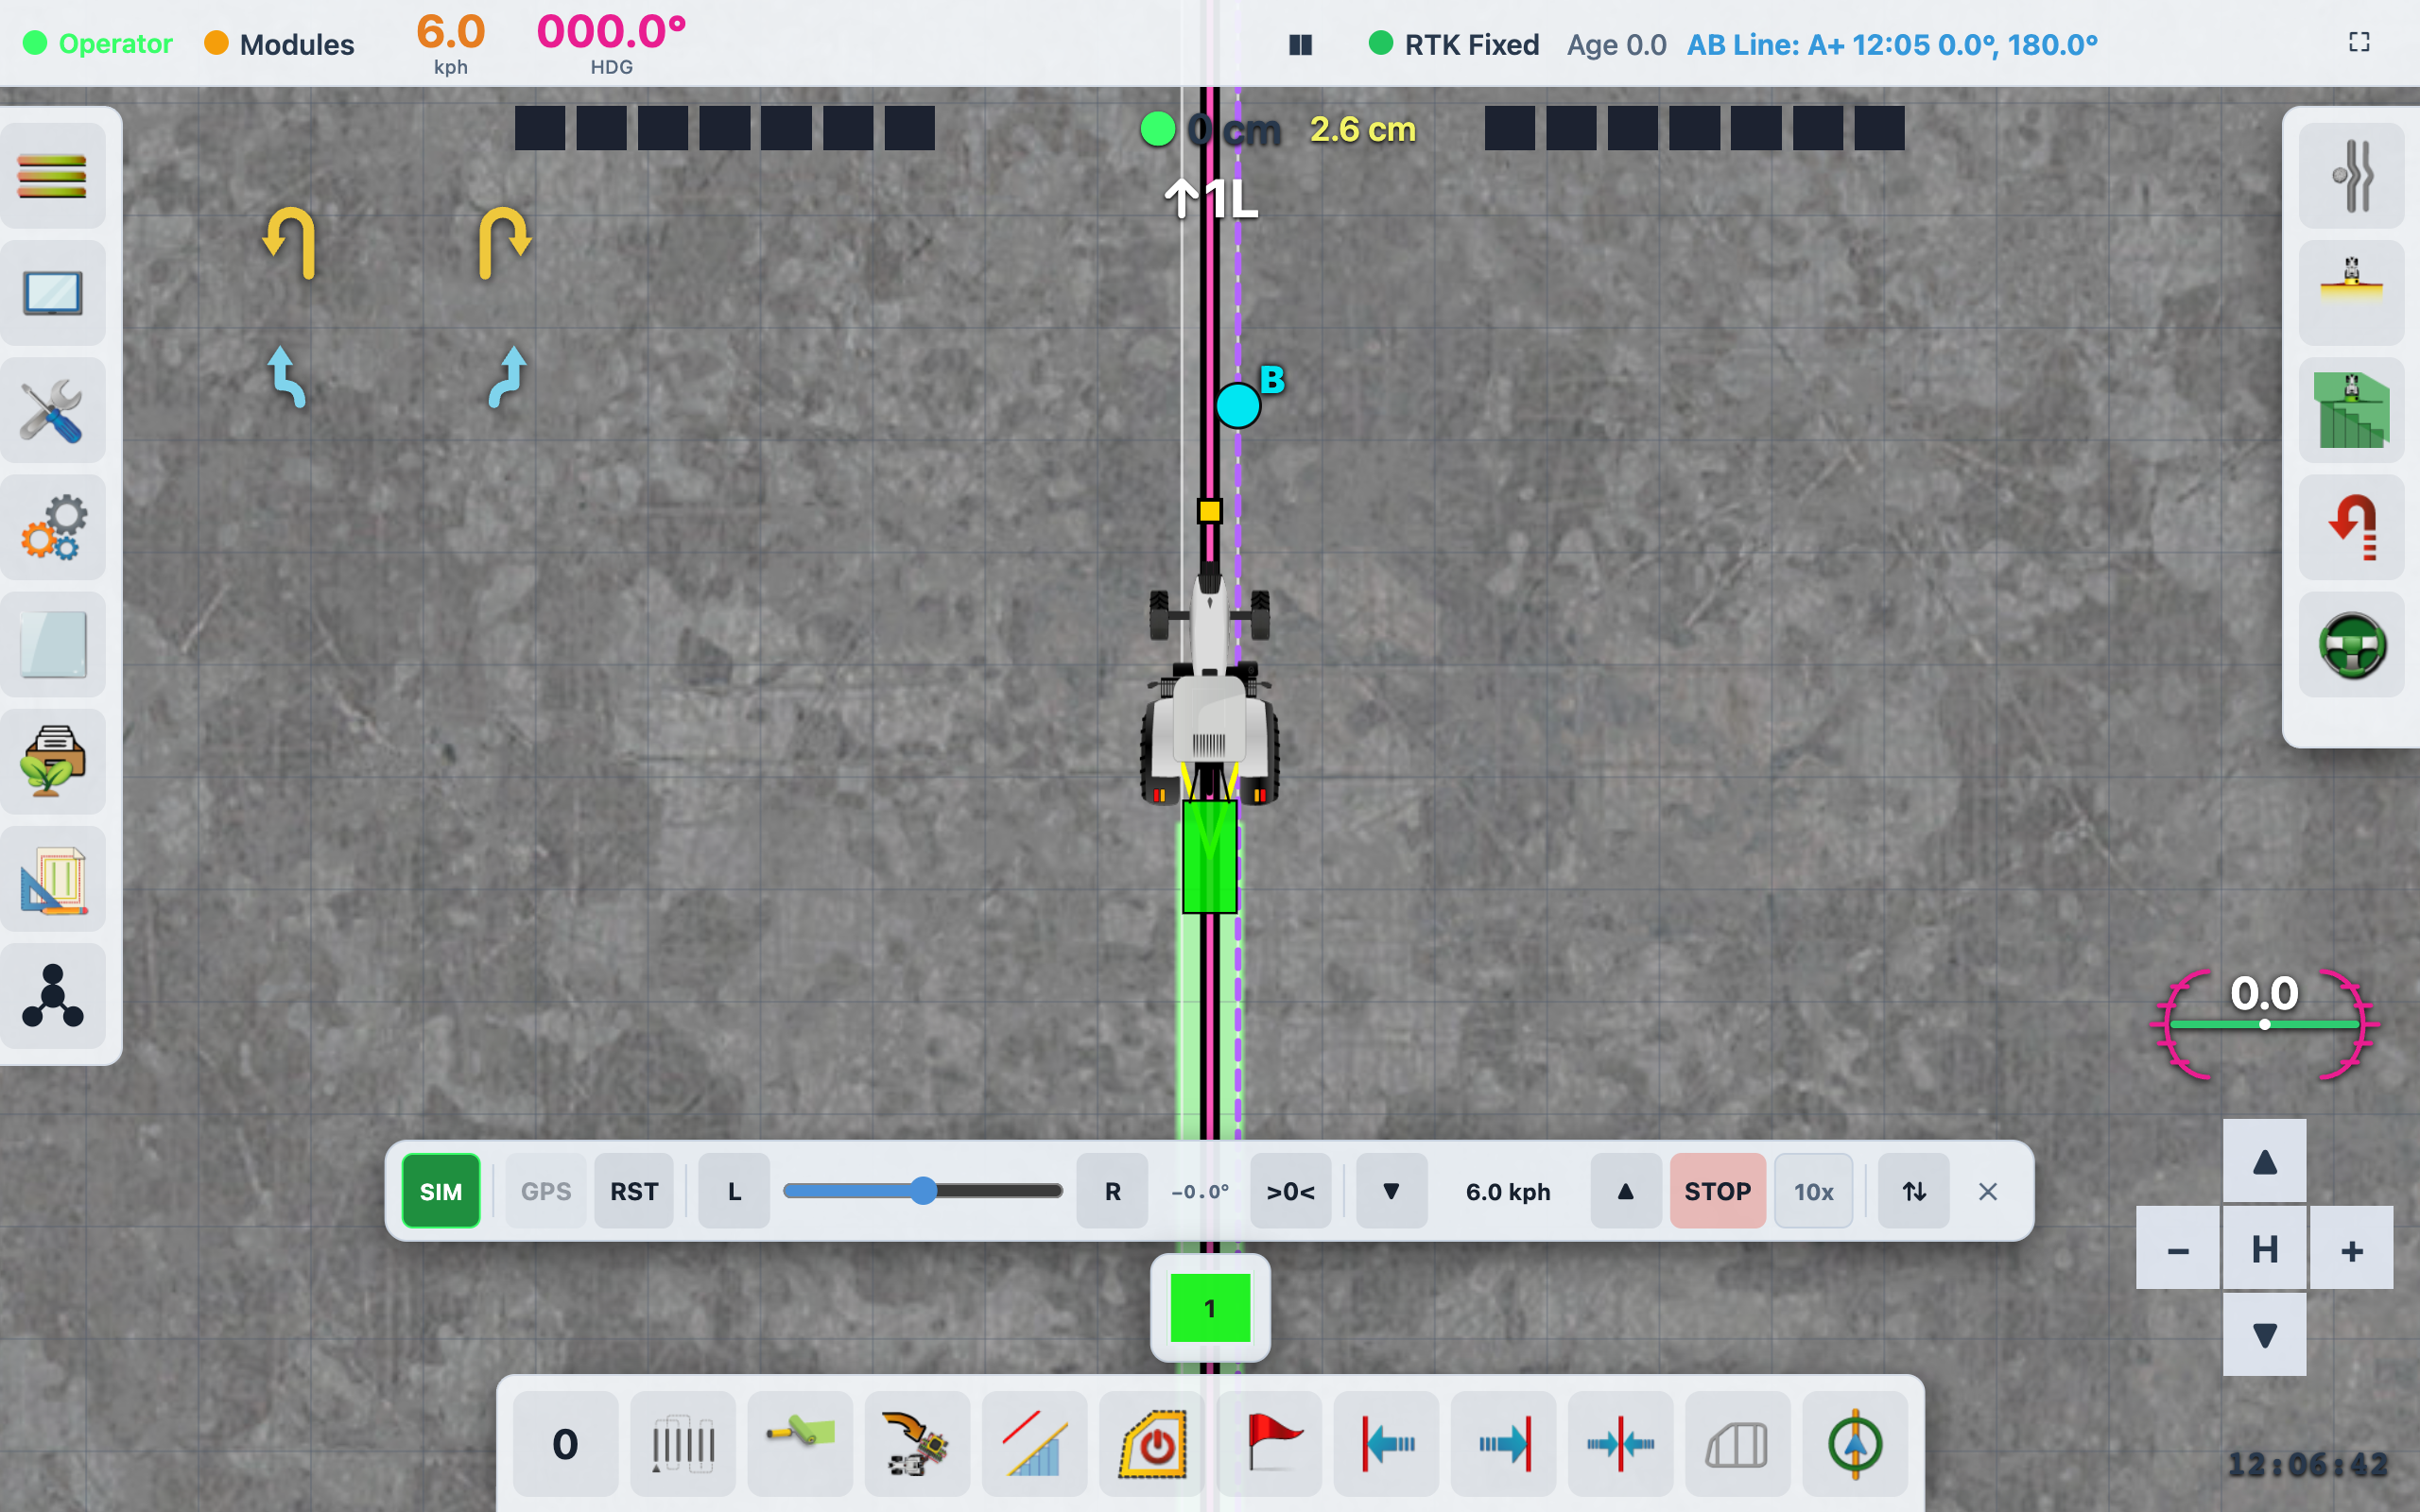 Operator
Modules
6.0
kph
000.0°
HDG
RTK Fixed
Age 0.0
AB Line: A+ 12:05 0.0°, 180.0°
0 cm
2.6 cm
1L
B
0.0
SIM
GPS
RST
L
R
−0.0°
>0<
6.0 kph
STOP
10x
−
H
+
1
0
12:06:42